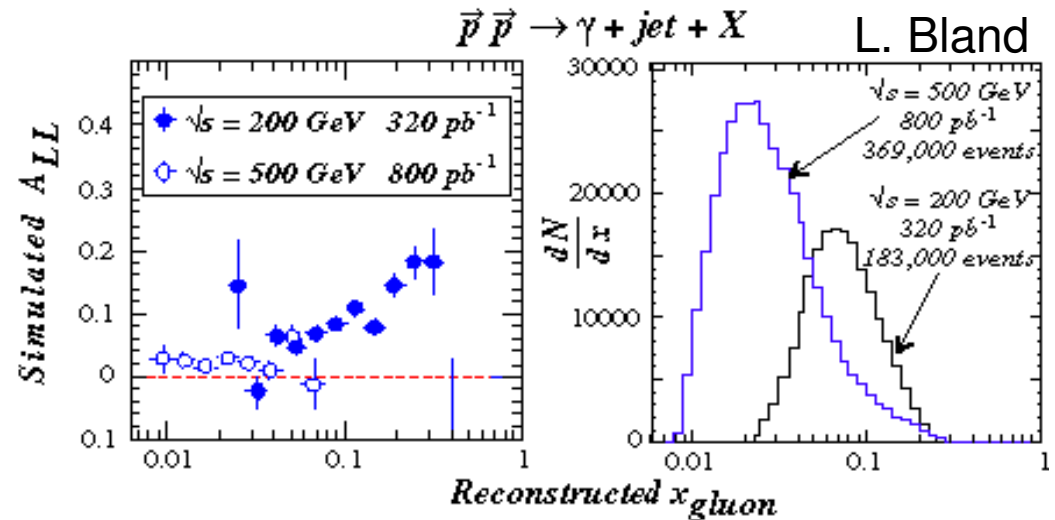 p⃗ p⃗ → γ + jet + X
L. Bland
√s = 200 GeV 320 pb⁻¹
√s = 500 GeV 800 pb⁻¹
Simulated A_LL
0.4
0.3
0.2
0.1
0
0.1
0.01 0.1 1
30000
20000
10000
0
dN
dx
√s = 500 GeV
800 pb⁻¹
369,000 events
√s = 200 GeV
320 pb⁻¹
183,000 events
0.01 0.1 1
Reconstructed x_gluon